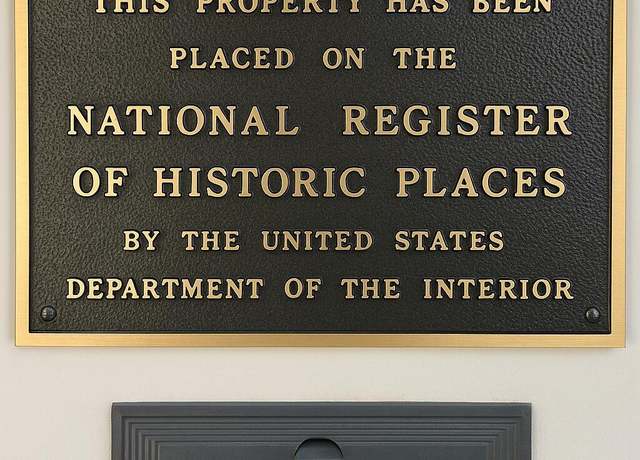 THIS PROPERTY HAS BEEN
PLACED ON THE
NATIONAL REGISTER
OF HISTORIC PLACES
BY THE UNITED STATES
DEPARTMENT OF THE INTERIOR